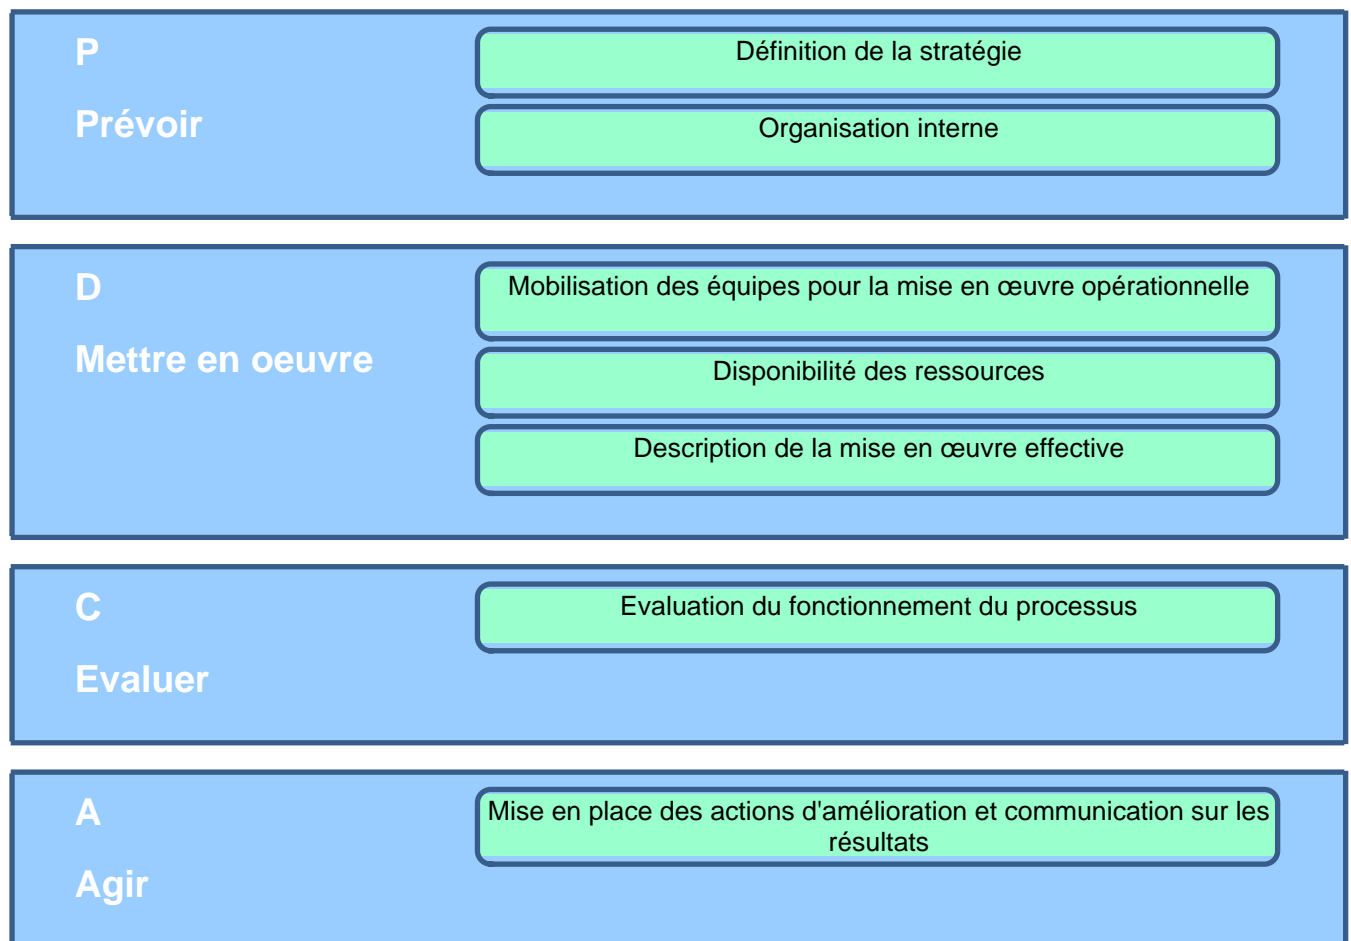 P
Définition de la stratégie
Prévoir
Organisation interne
D
Mobilisation des équipes pour la mise en œuvre opérationnelle
Mettre en oeuvre
Disponibilité des ressources
Description de la mise en œuvre effective
C
Evaluation du fonctionnement du processus
Evaluer
A
Mise en place des actions d'amélioration et communication sur les
résultats
Agir